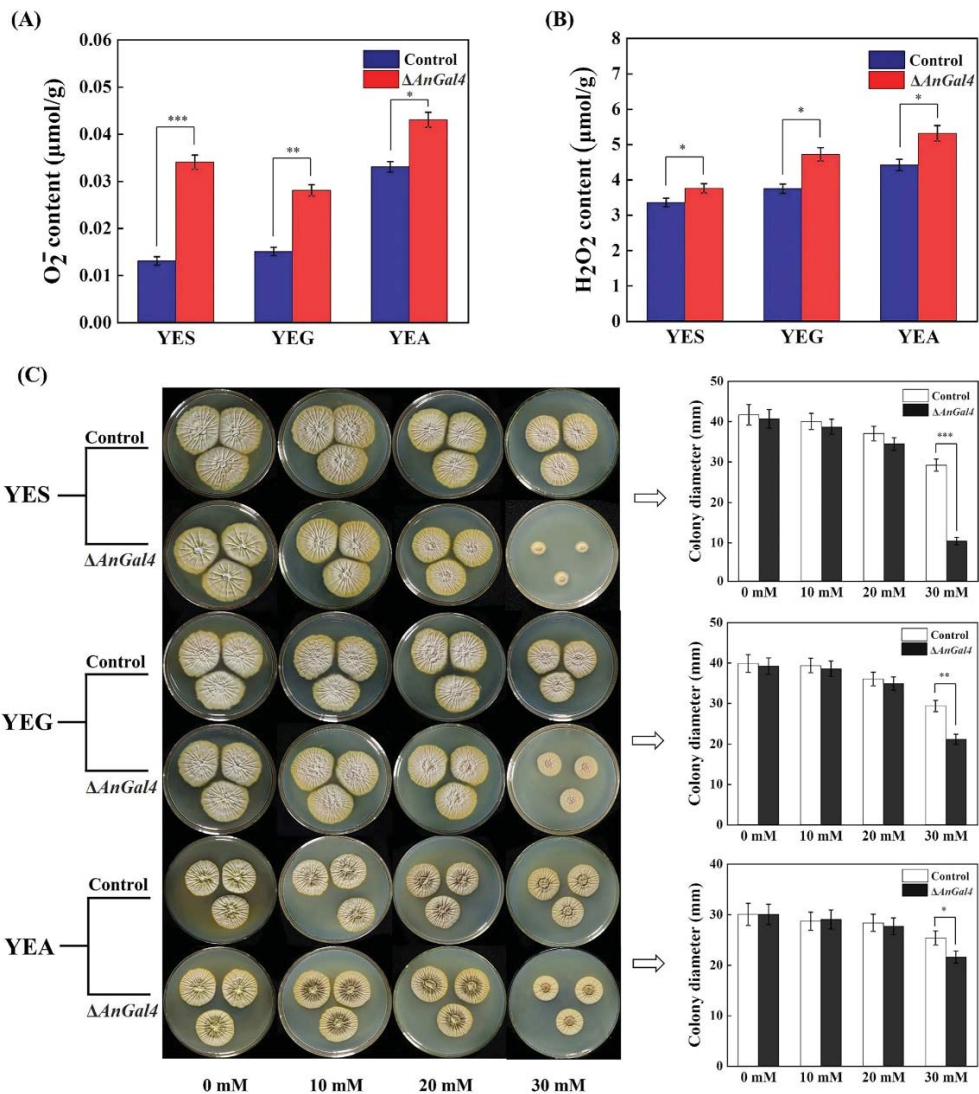 (A)
O₂⁻ content (μmol/g)
0.06
0.05
0.04
0.03
0.02
0.01
0.00
Control
ΔAnGal4
***
**
*
YES
YEG
YEA
(B)
H₂O₂ content (μmol/g)
8
7
6
5
4
3
2
1
0
Control
ΔAnGal4
*
*
*
YES
YEG
YEA
(C)
YES
Control
ΔAnGal4
YEG
Control
ΔAnGal4
YEA
Control
ΔAnGal4
0 mM
10 mM
20 mM
30 mM
Colony diameter (mm)
50
40
30
20
10
0
Control
ΔAnGal4
***
0 mM
10 mM
20 mM
30 mM
Colony diameter (mm)
50
40
30
20
10
0
Control
ΔAnGal4
**
0 mM
10 mM
20 mM
30 mM
Colony diameter (mm)
40
30
20
10
0
Control
ΔAnGal4
*
0 mM
10 mM
20 mM
30 mM